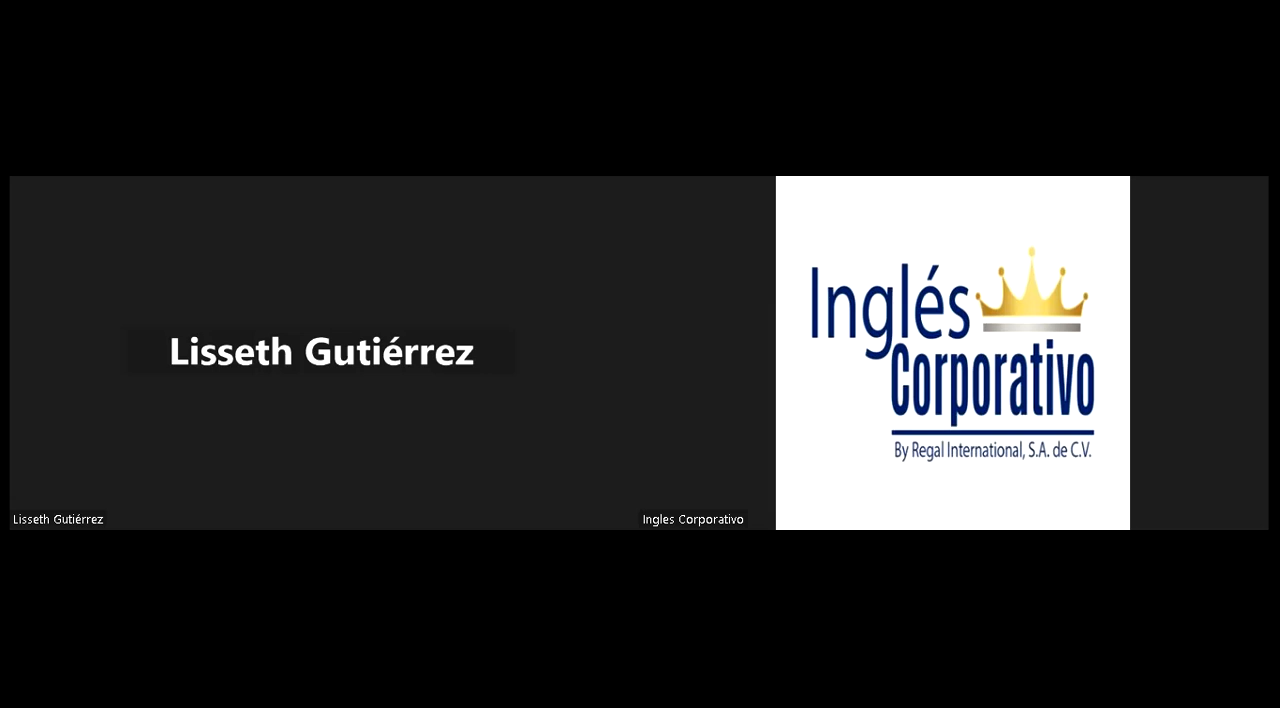 Lisseth Gutiérrez
Lisseth Gutiérrez
Inglés
Corporativo
By Regal International, S.A. de C.V.
Ingles Corporativo